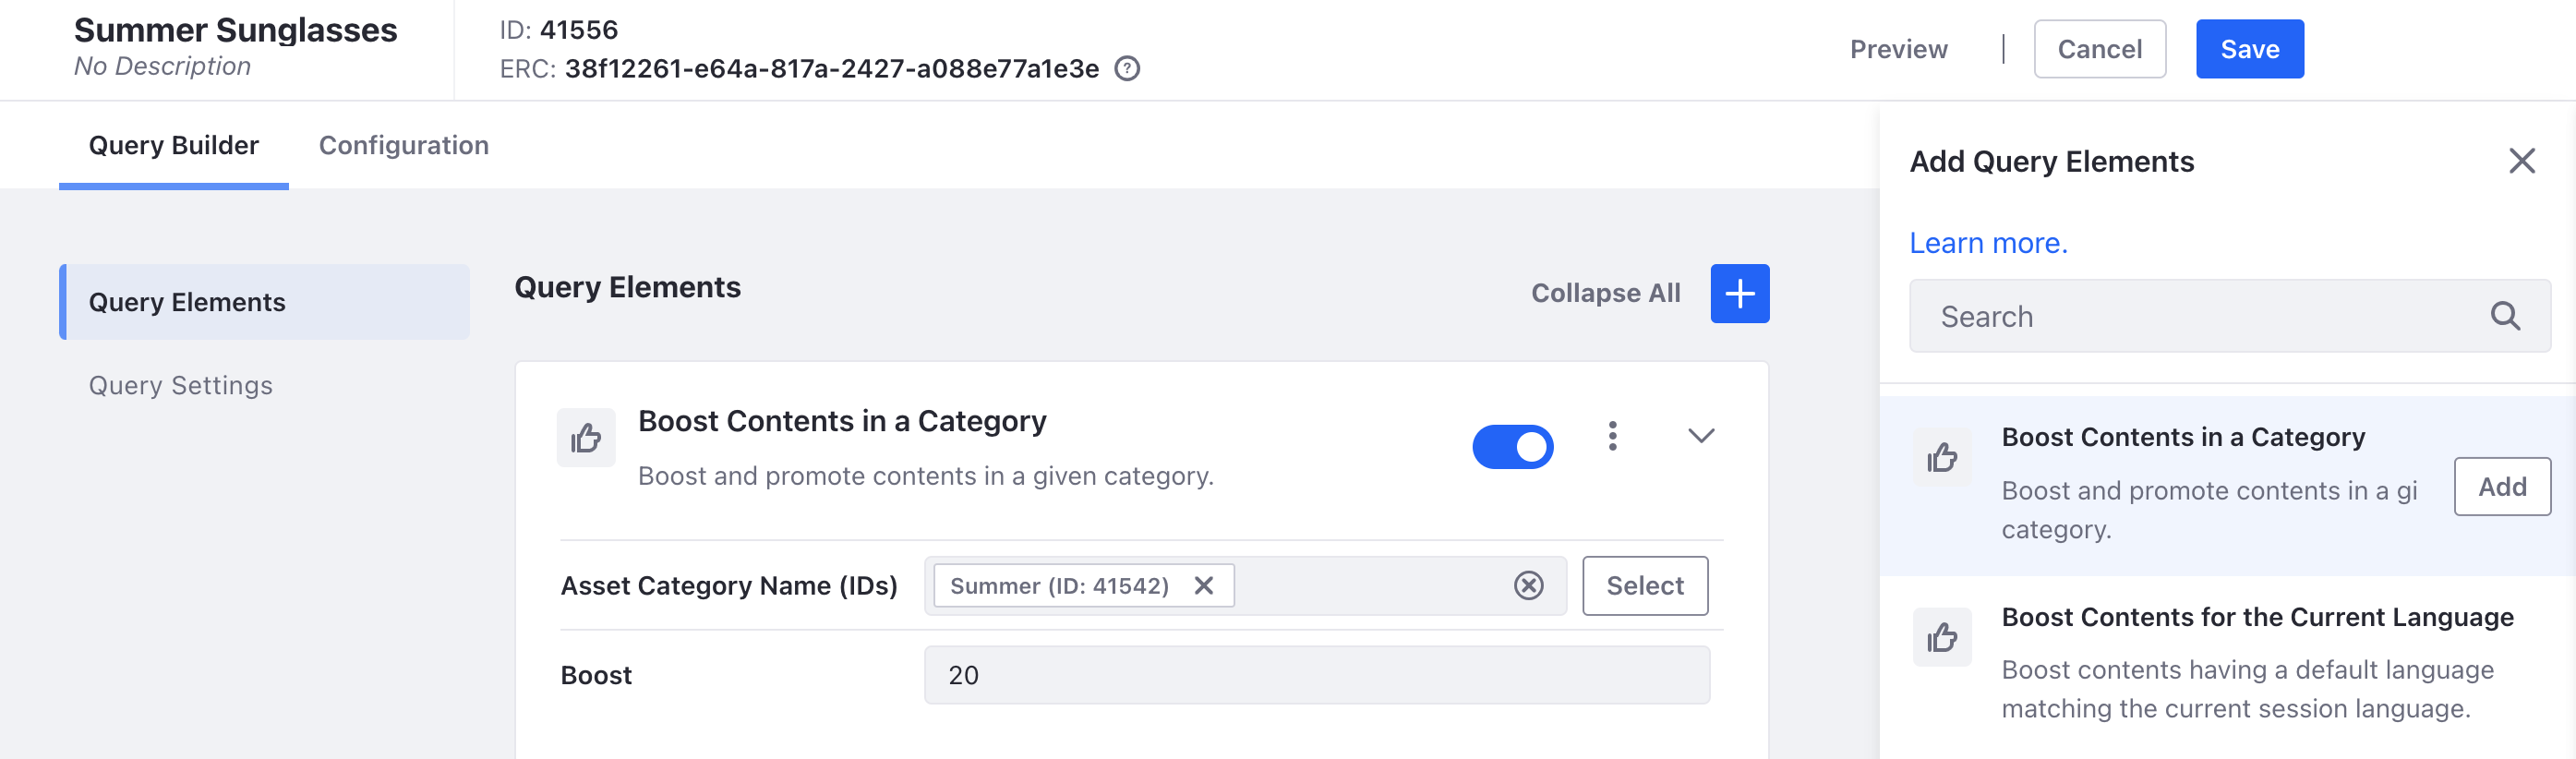 Summer Sunglasses
No Description
ID: 41556
ERC: 38f12261-e64a-817a-2427-a088e77a1e3e
Preview
Cancel
Save
Query Builder
Configuration
Query Elements
Query Settings
Query Elements
Collapse All
Boost Contents in a Category
Boost and promote contents in a given category.
Asset Category Name (IDs)
Summer (ID: 41542)
Select
Boost
20
Add Query Elements
Learn more.
Search
Boost Contents in a Category
Boost and promote contents in a gi
category.
Add
Boost Contents for the Current Language
Boost contents having a default language
matching the current session language.